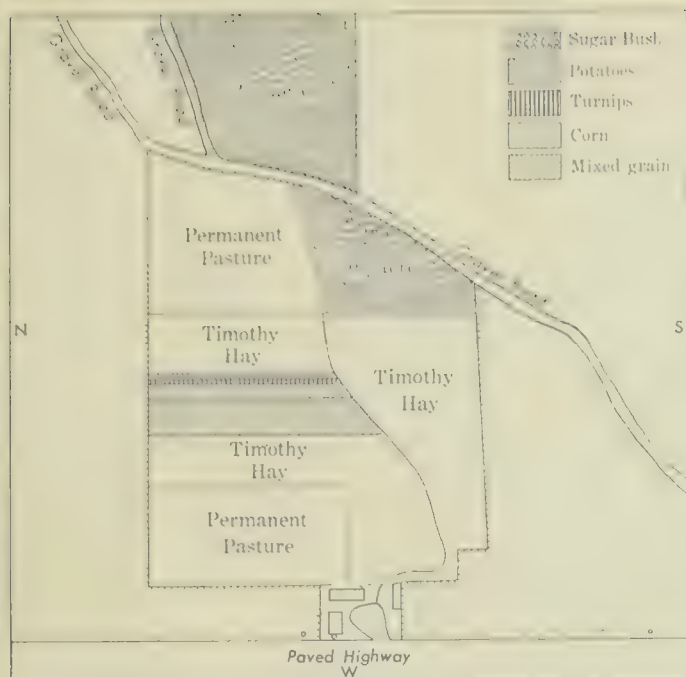 Sugar Bush
Potatoes
Turnips
Corn
Mixed grain
Permanent
Pasture
N
S
Timothy
Hay
Timothy
Hay
Timothy
Hay
Permanent
Pasture
Paved Highway
W